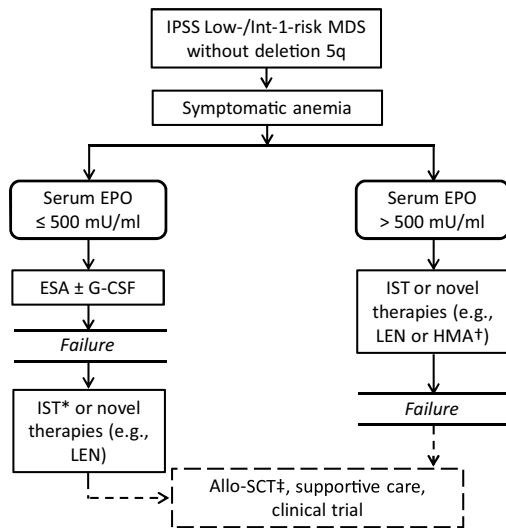 IPSS Low-/Int-1-risk MDS
without deletion 5q
Symptomatic anemia
Serum EPO
≤ 500 mU/ml
Serum EPO
> 500 mU/ml
ESA ± G-CSF
IST or novel
therapies (e.g.,
LEN or HMA†)
Failure
Failure
IST* or novel
therapies (e.g.,
LEN)
Allo-SCT‡, supportive care,
clinical trial